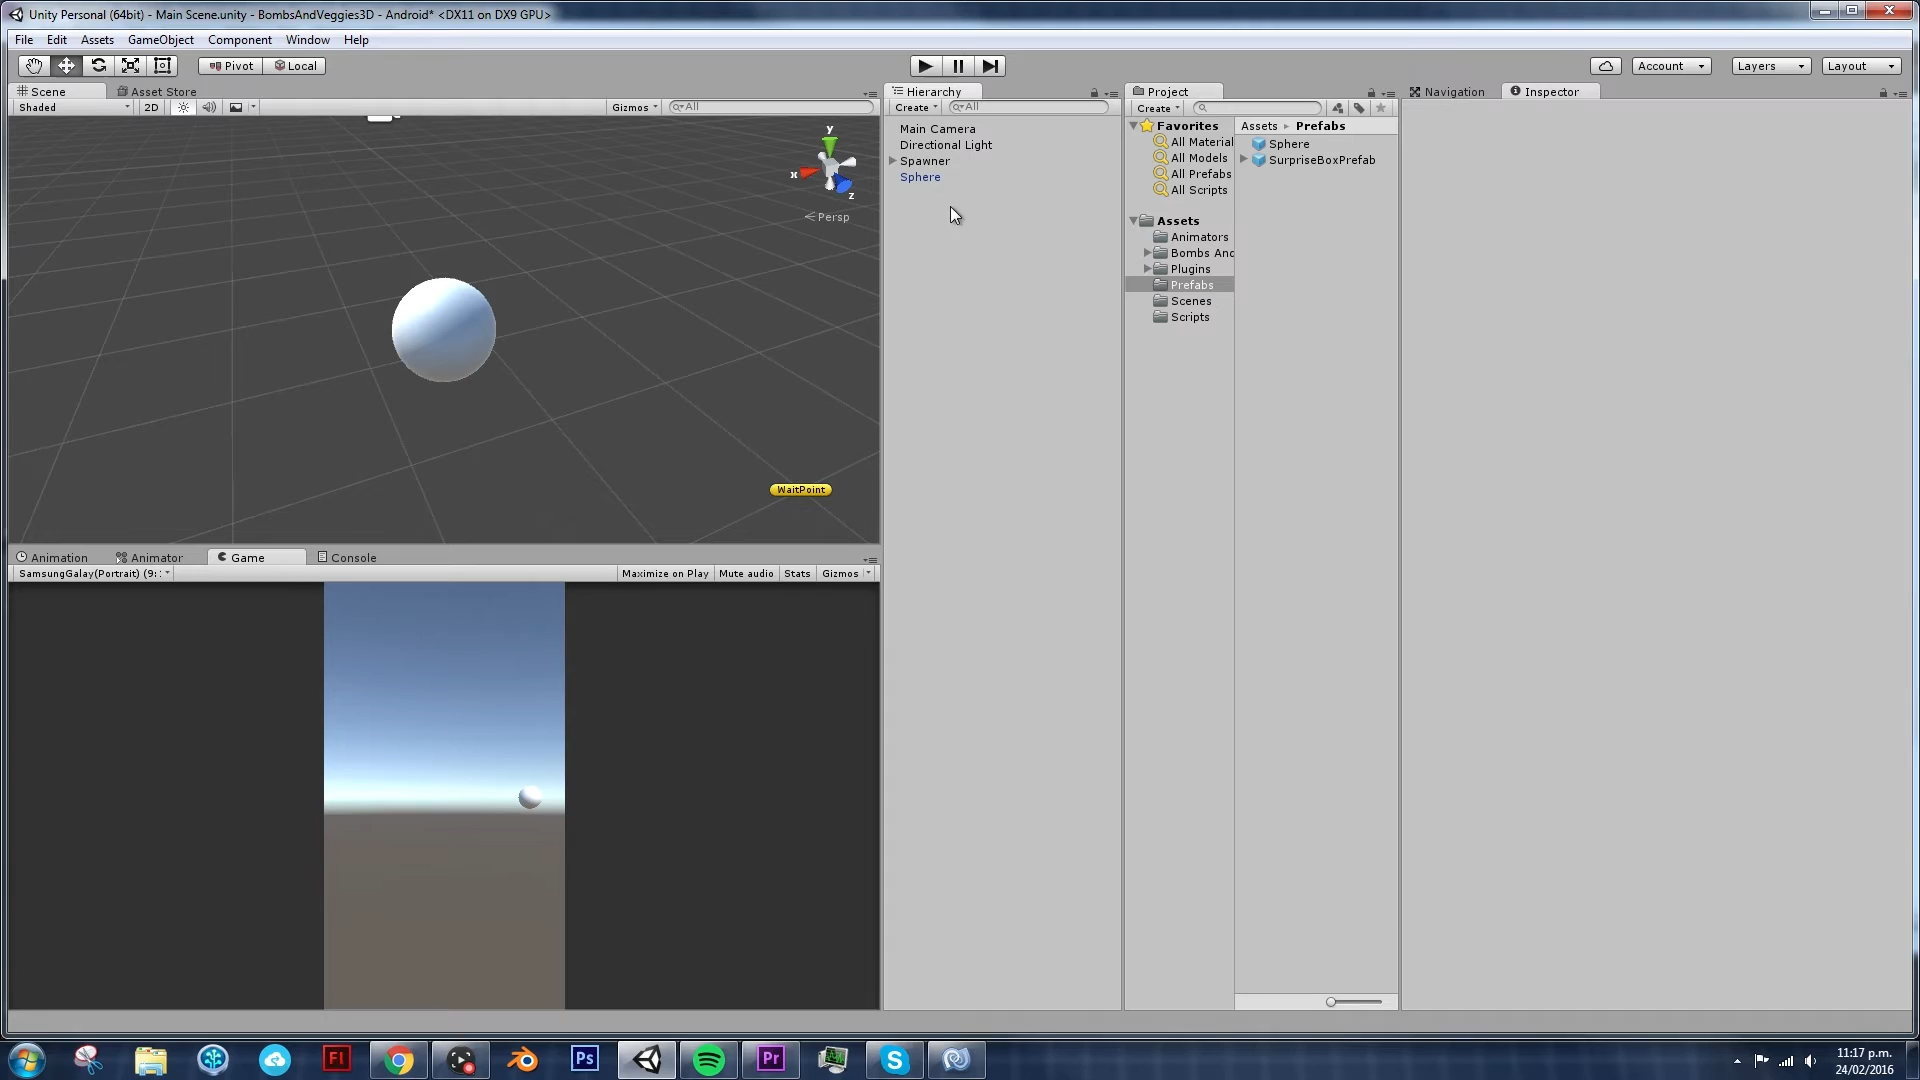 Unity Personal (64bit) - Main Scene.unity - BombsAndVeggies3D - Android* <DX11 on DX9 GPU>
File Edit Assets GameObject Component Window Help
Pivot Local Account Layers Layout
Scene Asset Store
Shaded 2D Gizmos All
y
x
z
Persp
WaitPoint
Animation Animator Game Console
SamsungGalay(Portrait) (9: Maximize on Play Mute audio Stats Gizmos
Hierarchy
Create All
Main Camera
Directional Light
Spawner
Sphere
Project
Create
Favorites
All Material
All Models
All Prefabs
All Scripts
Assets
Animators
Bombs And
Plugins
Prefabs
Scenes
Scripts
Assets Prefabs
Sphere
SurpriseBoxPrefab
Navigation Inspector
Fl
Ps
Pr
S
11:17 p.m.
24/02/2016